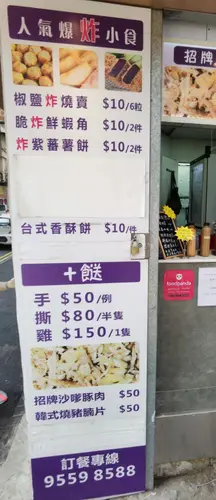 人氣爆炸小食
椒鹽炸燒賣 $10/6粒
脆炸鮮蝦角 $10/2件
炸紫蕃薯餅 $10/2件
台式香酥餅 $10/件
+餸
手 $50/例
撕 $80/半隻
雞 $150/1隻
招牌沙嗲豚肉 $50
韓式燒豬腩片 $50
訂餐專線
9559 8588
招牌
foodpanda